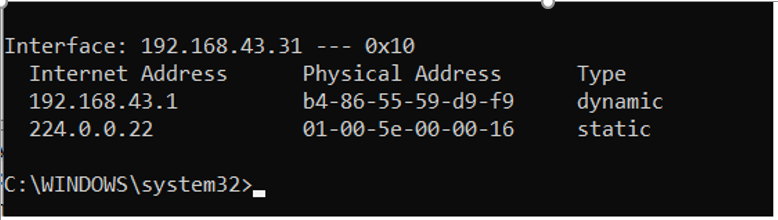 Interface: 192.168.43.31 --- 0x10
Internet Address Physical Address Type
192.168.43.1 b4-86-55-59-d9-f9 dynamic
224.0.0.22 01-00-5e-00-00-16 static
C:\WINDOWS\system32>